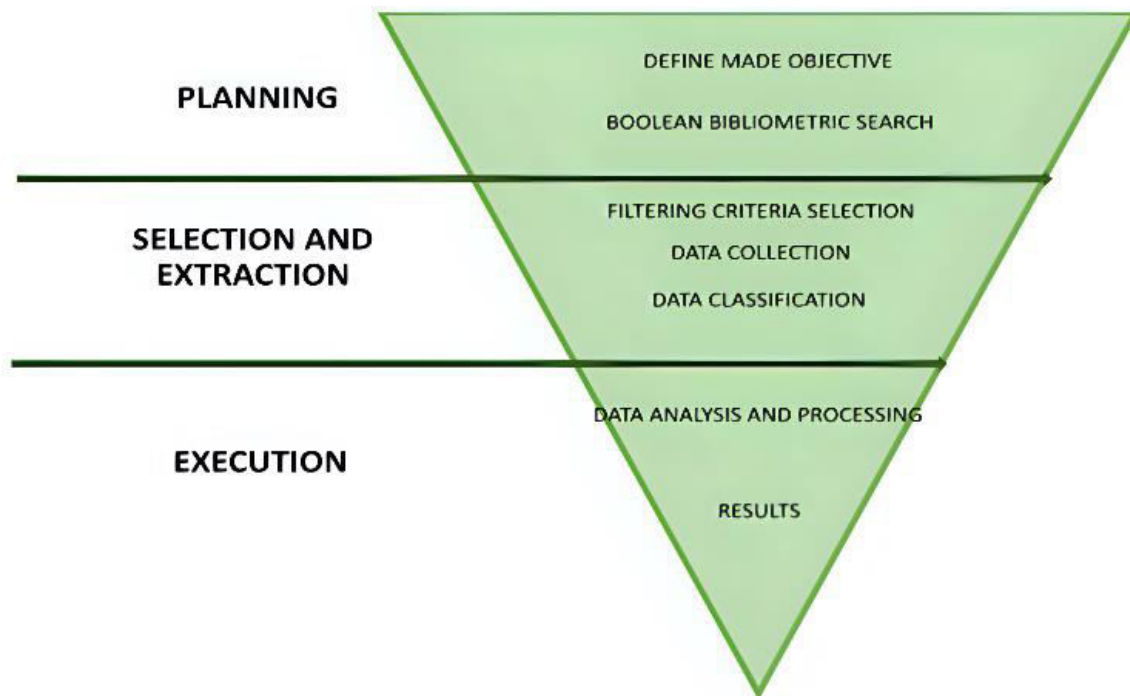 PLANNING
DEFINE MADE OBJECTIVE
BOOLEAN BIBLIOMETRIC SEARCH
SELECTION AND
EXTRACTION
FILTERING CRITERIA SELECTION
DATA COLLECTION
DATA CLASSIFICATION
EXECUTION
DATA ANALYSIS AND PROCESSING
RESULTS